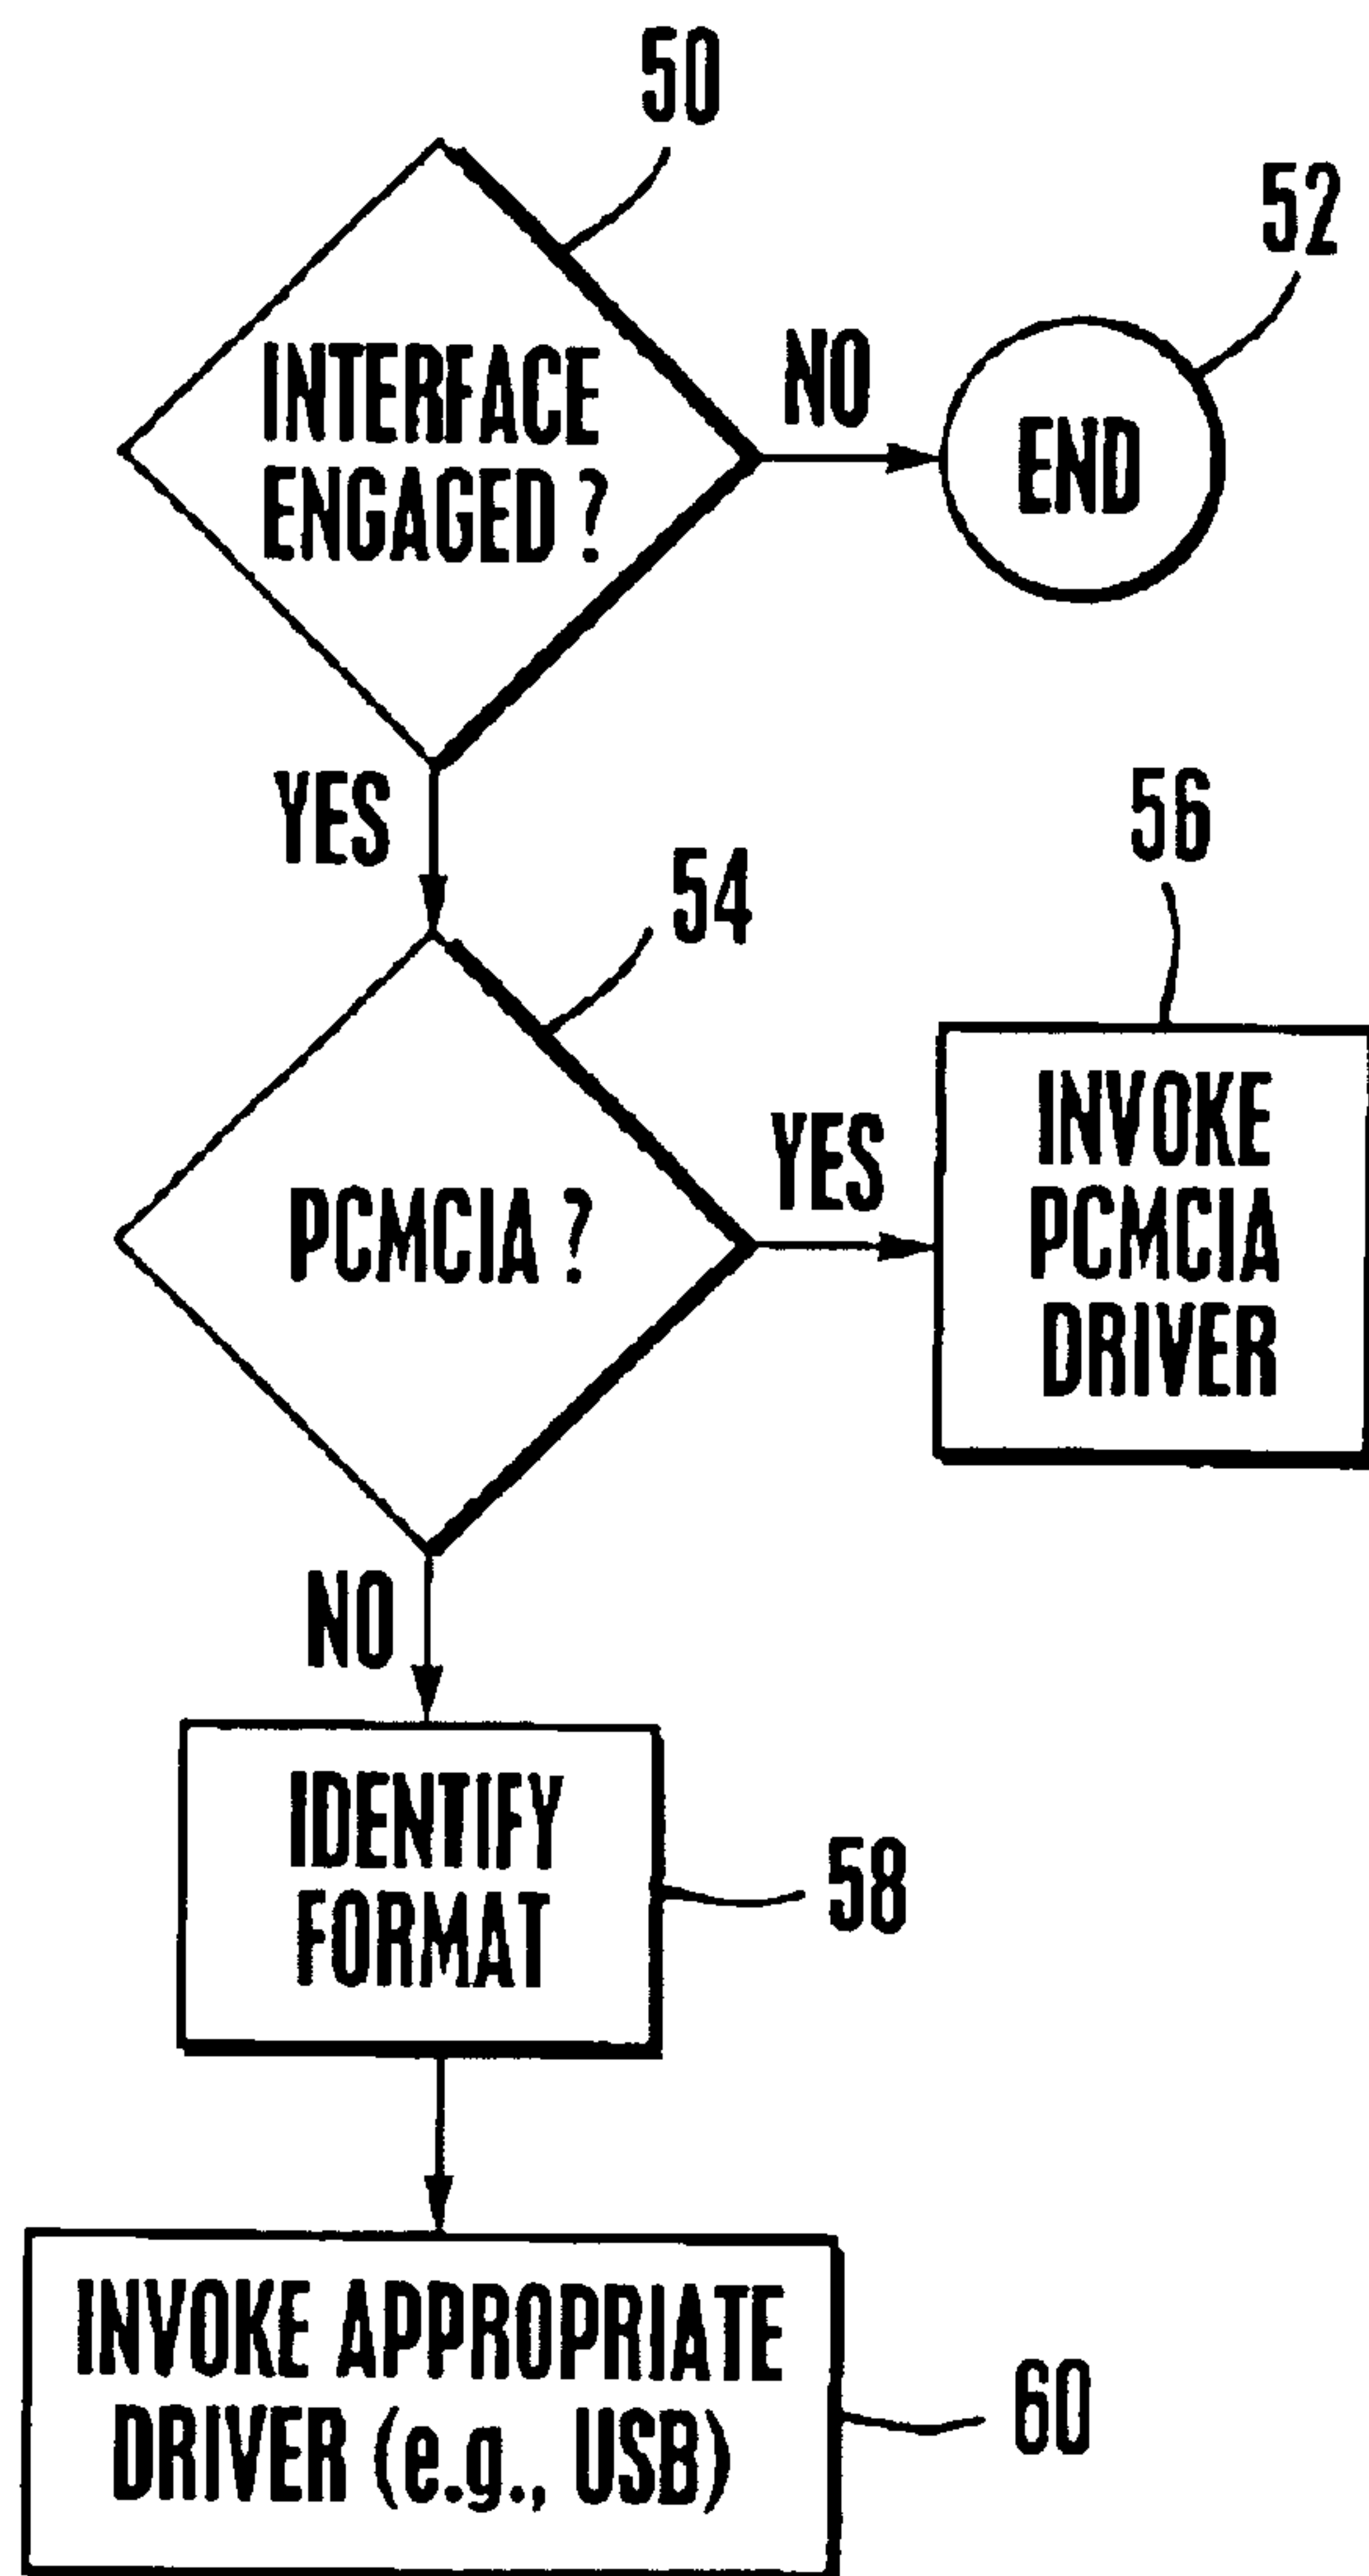 50
52
INTERFACE
ENGAGED ?
NO
END
YES
54
56
PCMCIA ?
YES
INVOKE
PCMCIA
DRIVER
NO
IDENTIFY
FORMAT
58
INVOKE APPROPRIATE
DRIVER (e.g., USB)
60